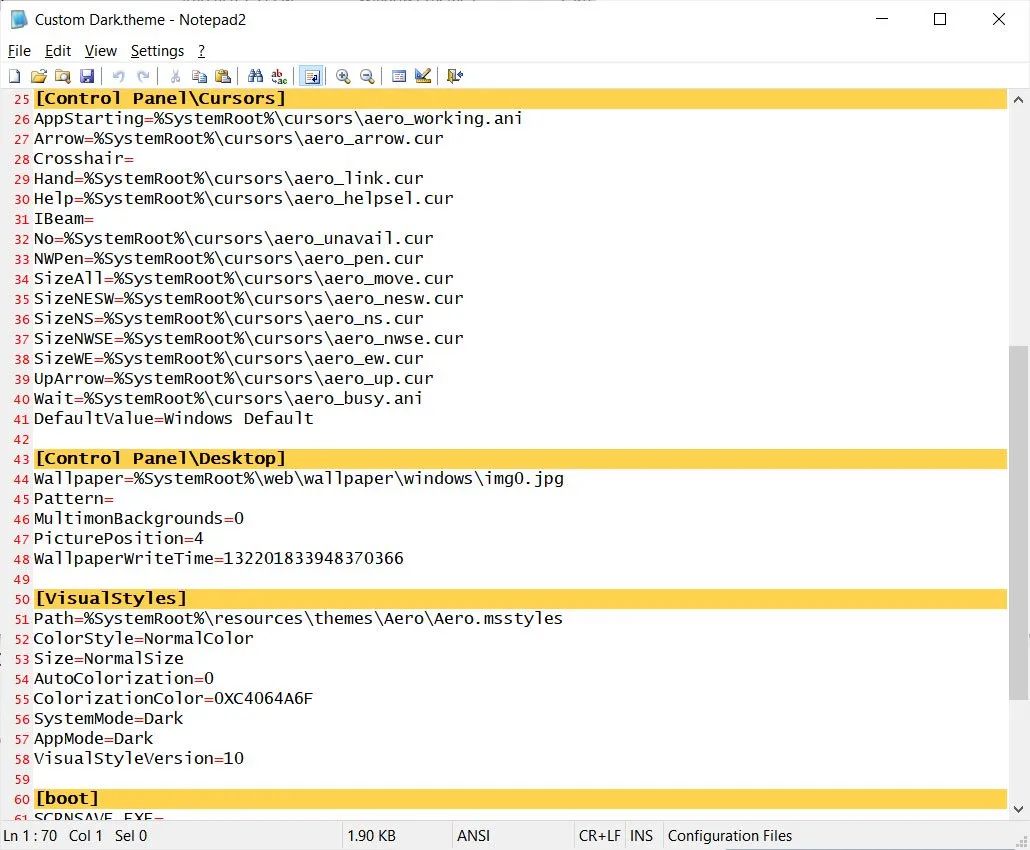 Custom Dark.theme - Notepad2
File Edit View Settings ?
25 [Control Panel\Cursors]
26 AppStarting=%SystemRoot%\cursors\aero_working.ani
27 Arrow=%SystemRoot%\cursors\aero_arrow.cur
28 Crosshair=
29 Hand=%SystemRoot%\cursors\aero_link.cur
30 Help=%SystemRoot%\cursors\aero_helpsel.cur
31 IBeam=
32 No=%SystemRoot%\cursors\aero_unavail.cur
33 NWPen=%SystemRoot%\cursors\aero_pen.cur
34 SizeAll=%SystemRoot%\cursors\aero_move.cur
35 SizeNESW=%SystemRoot%\cursors\aero_nesw.cur
36 SizeNS=%SystemRoot%\cursors\aero_ns.cur
37 SizeNWSE=%SystemRoot%\cursors\aero_nwse.cur
38 SizeWE=%SystemRoot%\cursors\aero_ew.cur
39 UpArrow=%SystemRoot%\cursors\aero_up.cur
40 Wait=%SystemRoot%\cursors\aero_busy.ani
41 DefaultValue=Windows Default
42
43 [Control Panel\Desktop]
44 Wallpaper=%SystemRoot%\web\wallpaper\windows\img0.jpg
45 Pattern=
46 MultimonBackgrounds=0
47 PicturePosition=4
48 WallpaperWriteTime=132201833948370366
49
50 [VisualStyles]
51 Path=%SystemRoot%\resources\themes\Aero\Aero.msstyles
52 ColorStyle=NormalColor
53 Size=NormalSize
54 AutoColorization=0
55 ColorizationColor=0XC4064A6F
56 SystemMode=Dark
57 AppMode=Dark
58 VisualStyleVersion=10
59
60 [boot]
61 SCRNSAVE.EXE=
Ln 1 : 70 Col 1 Sel 0 1.90 KB ANSI CR+LF INS Configuration Files